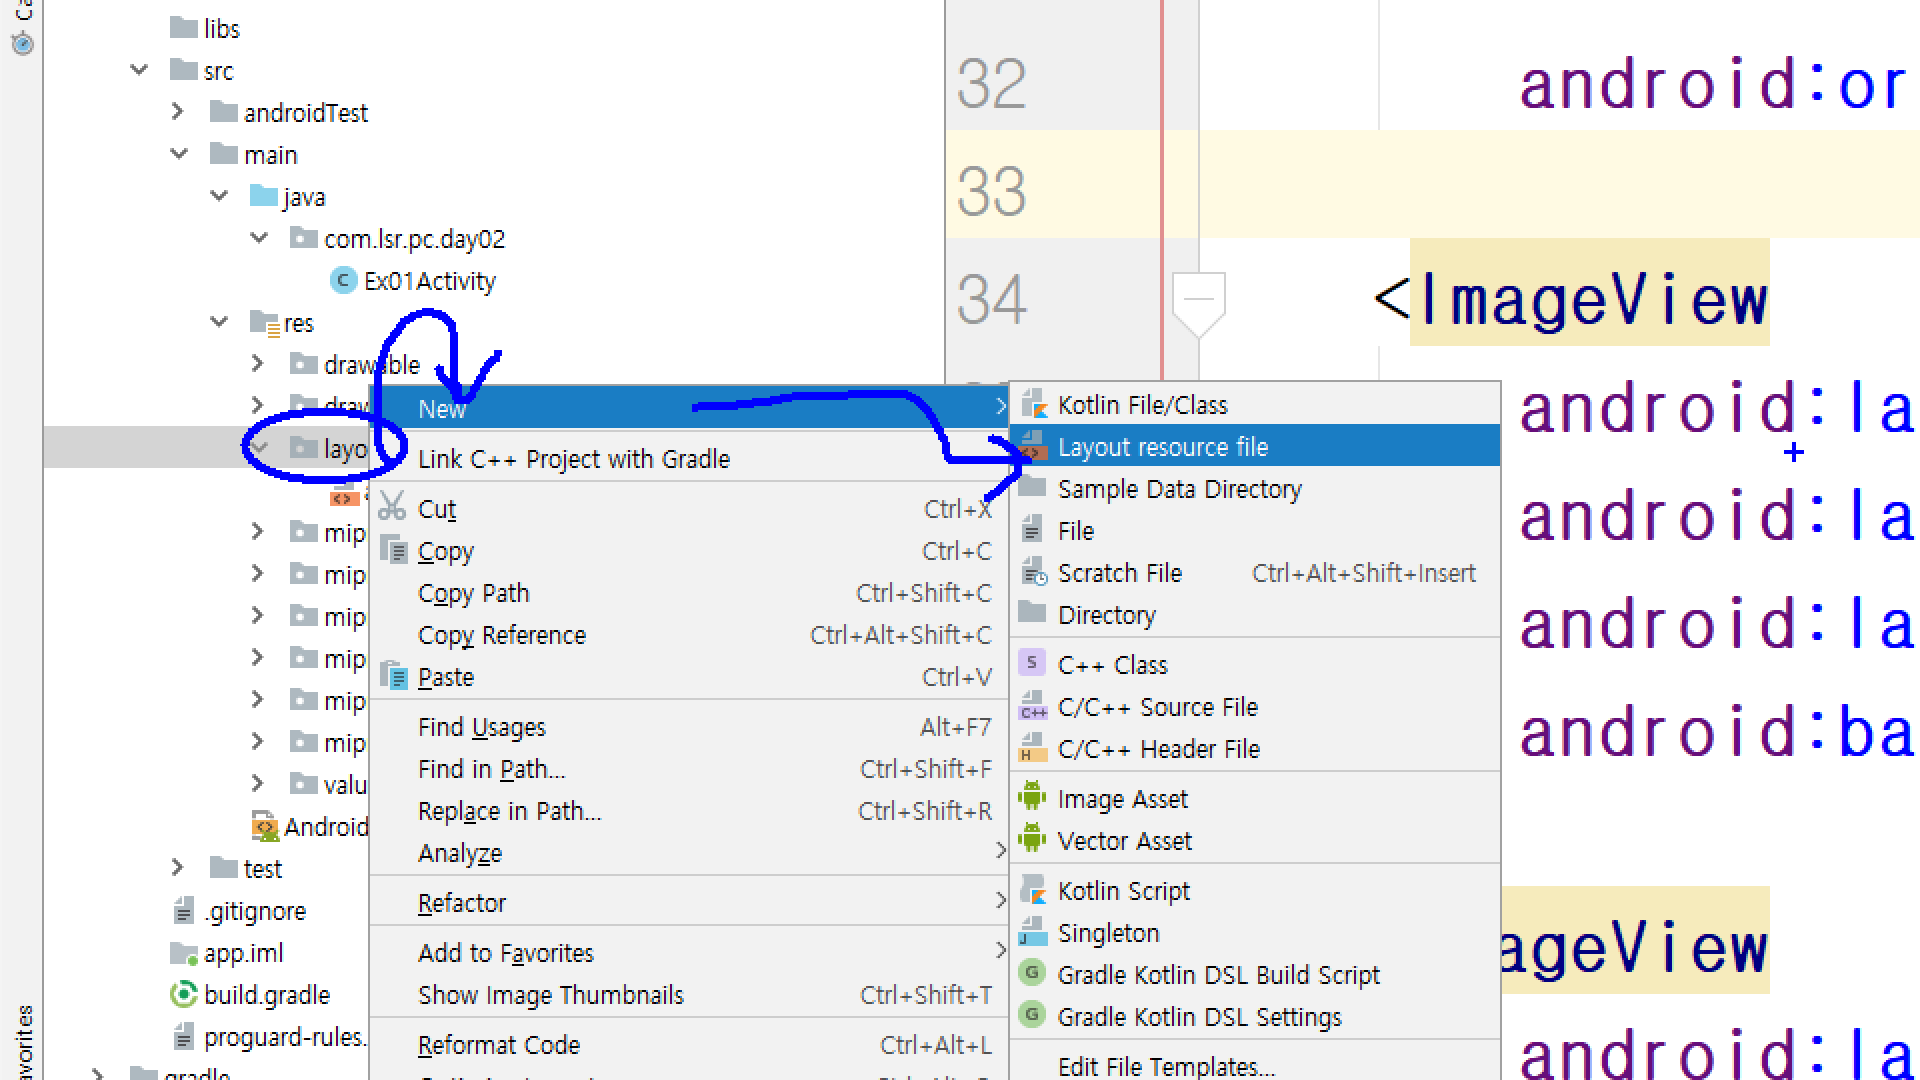 libs
src
androidTest
main
java
com.lsr.pc.day02
Ex01Activity
res
drawable
draw
layo
mip
mip
mip
mip
mip
mip
valu
Android
test
.gitignore
app.iml
build.gradle
proguard-rules.
gradle
avorites
New
Link C++ Project with Gradle
Cut Ctrl+X
Copy Ctrl+C
Copy Path Ctrl+Shift+C
Copy Reference Ctrl+Alt+Shift+C
Paste Ctrl+V
Find Usages Alt+F7
Find in Path... Ctrl+Shift+F
Replace in Path... Ctrl+Shift+R
Analyze
Refactor
Add to Favorites
Show Image Thumbnails Ctrl+Shift+T
Reformat Code Ctrl+Alt+L
Kotlin File/Class
Layout resource file
Sample Data Directory
File
Scratch File Ctrl+Alt+Shift+Insert
Directory
S C++ Class
C++ C/C++ Source File
H C/C++ Header File
Image Asset
Vector Asset
Kotlin Script
J Singleton
G Gradle Kotlin DSL Build Script
G Gradle Kotlin DSL Settings
Edit File Templates...
32 android:or
33
34 <ImageView
android:la
android:la
android:la
android:ba
ageView
android:la